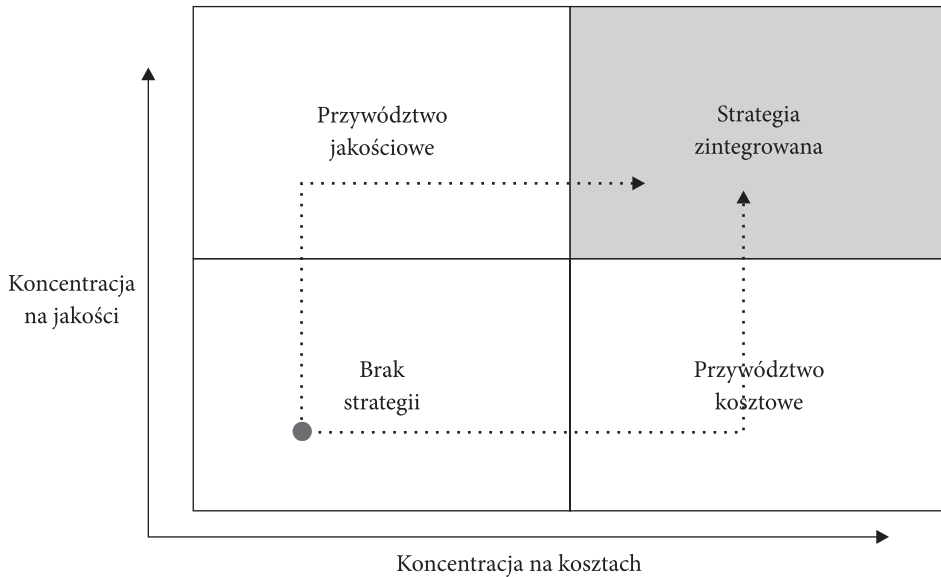 Przywództwo
jakościowe
Strategia
zintegrowana
Koncentracja
na jakości
Brak
strategii
Przywództwo
kosztowe
Koncentracja na kosztach